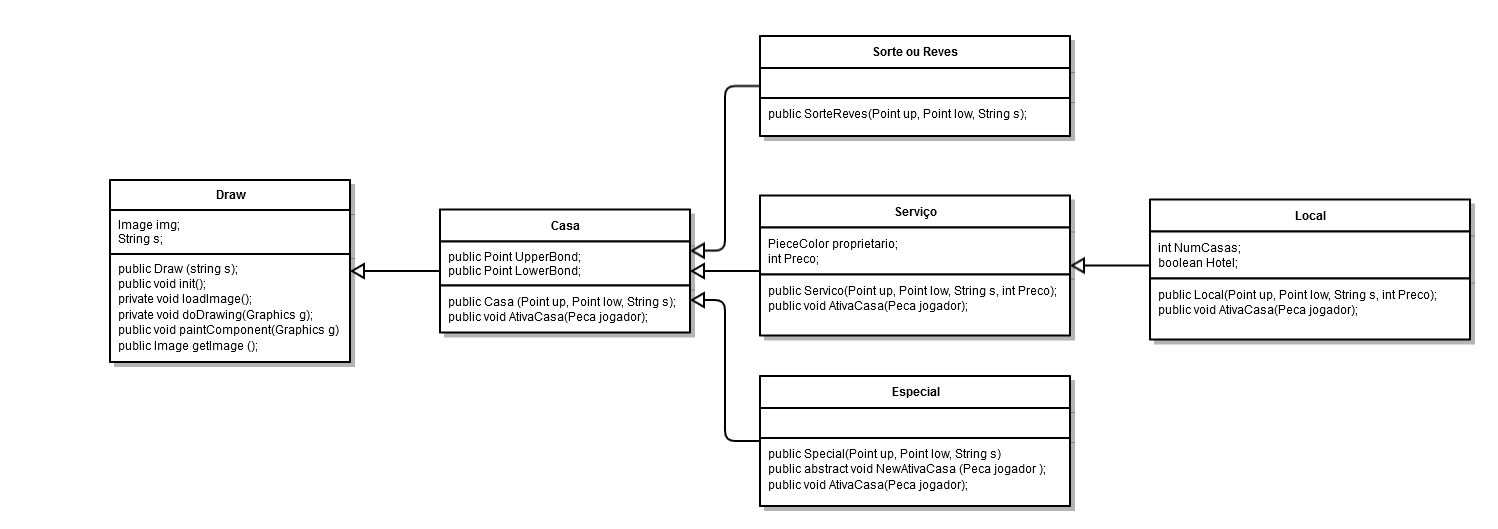 Sorte ou Reves
public SorteReves(Point up, Point low, String s);
Draw
Image img;
String s;
public Draw (string s);
public void init();
private void loadImage();
private void doDrawing(Graphics g);
public void paintComponent(Graphics g)
public Image getImage ();
Casa
public Point UpperBond;
public Point LowerBond;
public Casa (Point up, Point low, String s);
public void AtivaCasa(Peca jogador);
Serviço
PieceColor proprietario;
int Preco;
public Servico(Point up, Point low, String s, int Preco);
public void AtivaCasa(Peca jogador);
Local
int NumCasas;
boolean Hotel;
public Local(Point up, Point low, String s, int Preco);
public void AtivaCasa(Peca jogador);
Especial
public Special(Point up, Point low, String s)
public abstract void NewAtivaCasa (Peca jogador );
public void AtivaCasa(Peca jogador);